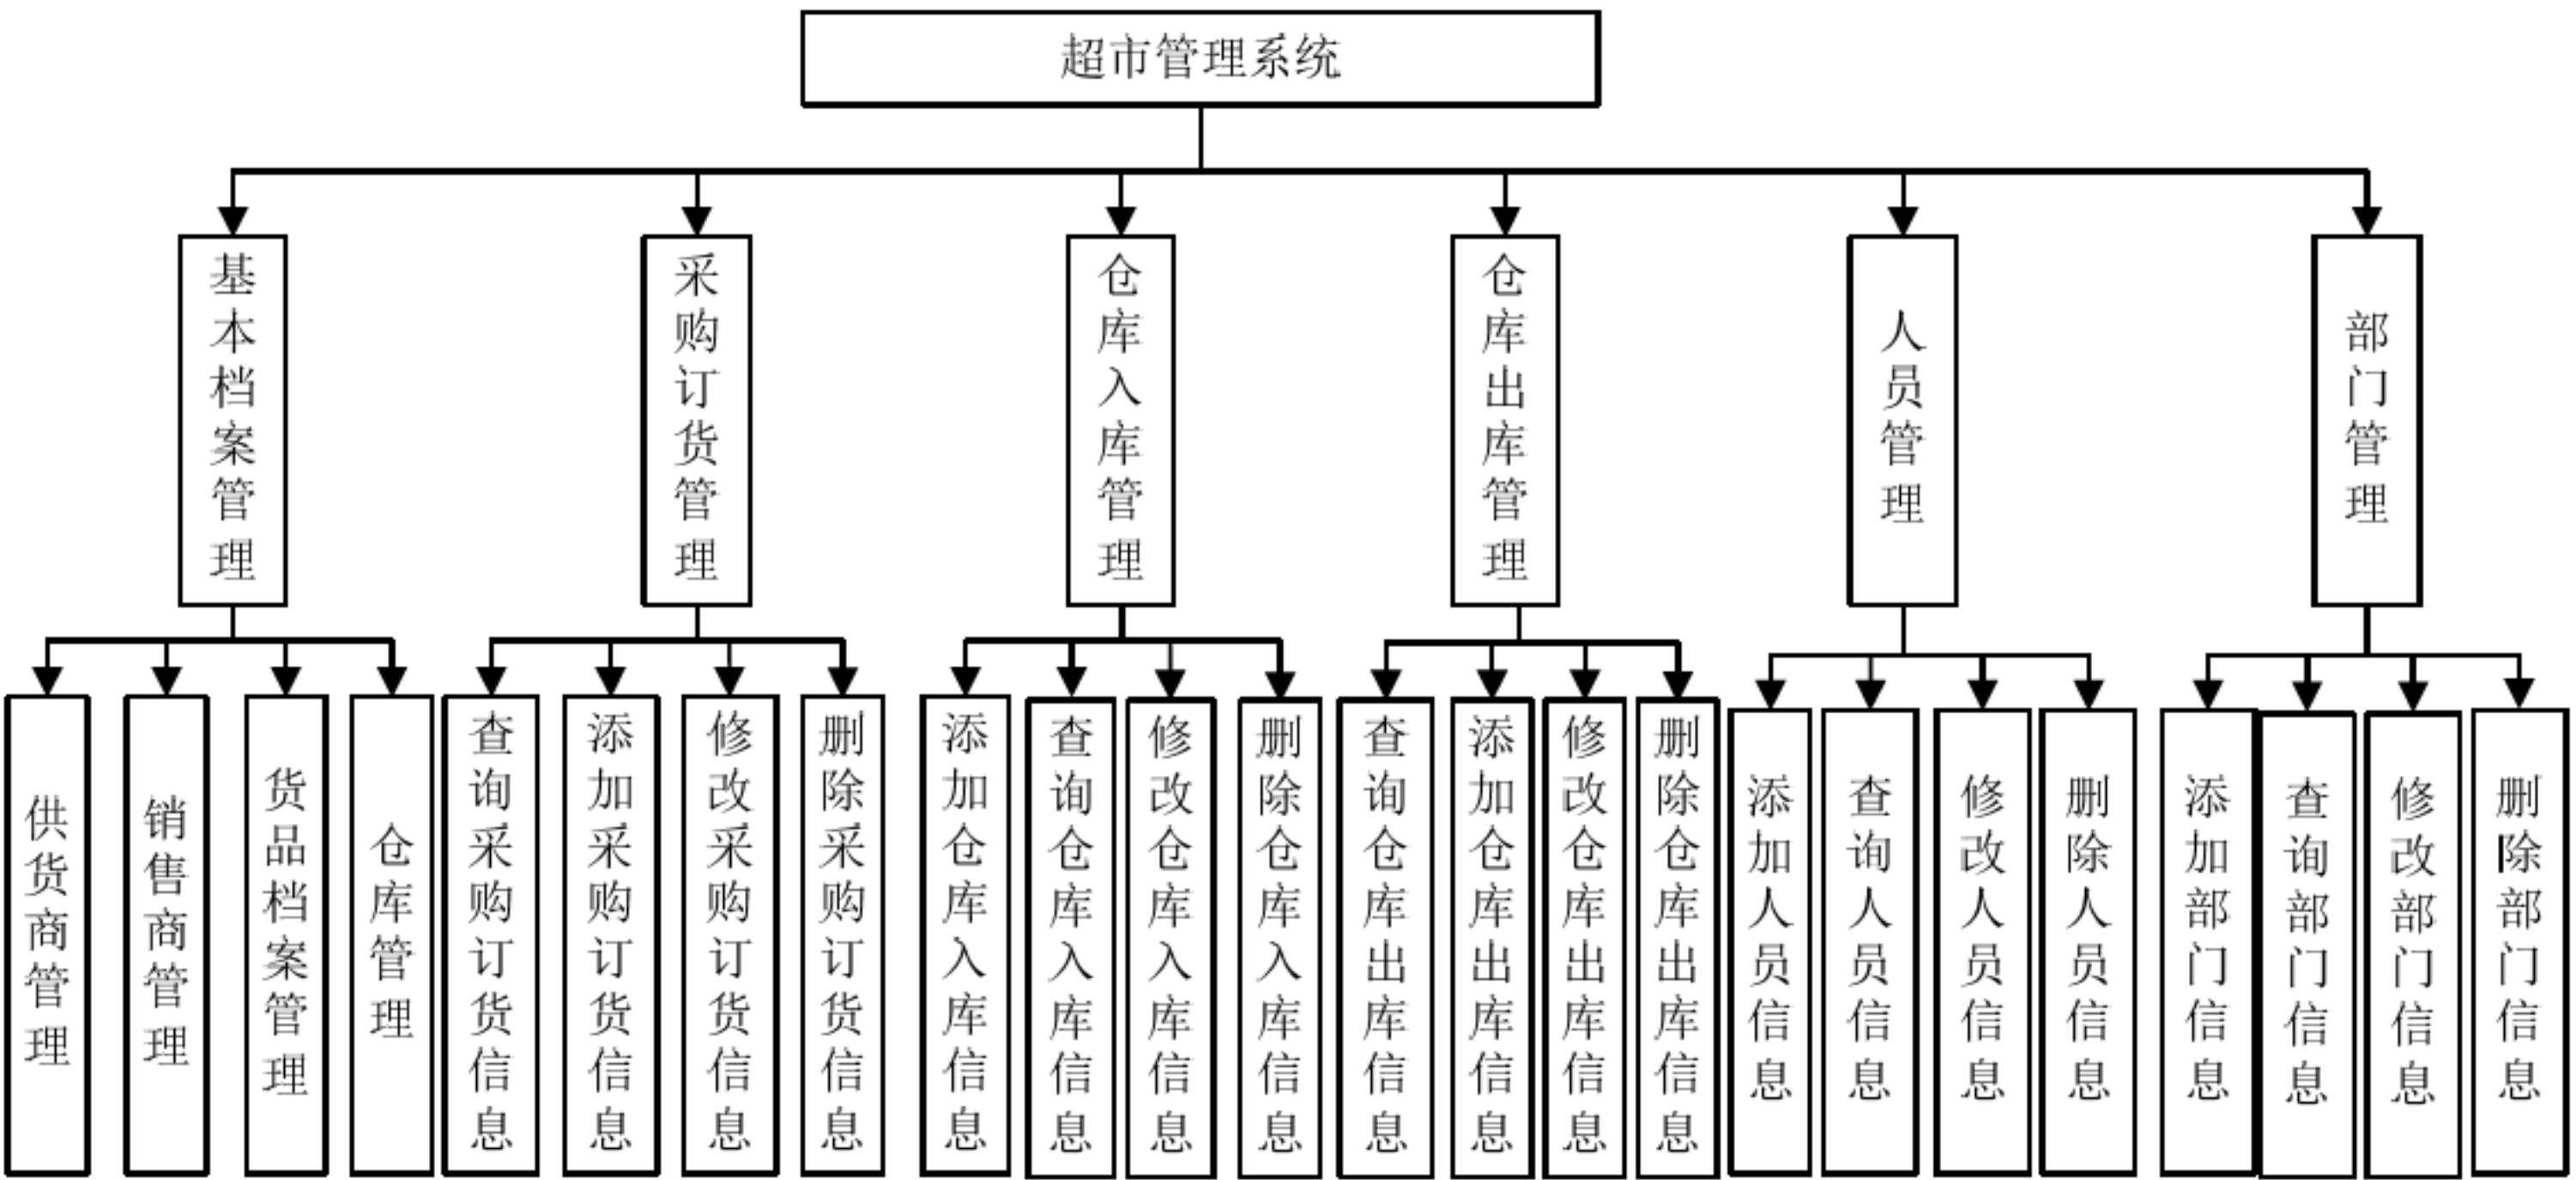 超市管理系统
基本档案管理
采购订货管理
仓库入库管理
仓库出库管理
人员管理
部门管理
供货商管理
销售商管理
货品档案管理
仓库管理
查询采购订货信息
添加采购订货信息
修改采购订货信息
删除采购订货信息
添加仓库入库信息
查询仓库入库信息
修改仓库入库信息
删除仓库入库信息
查询仓库出库信息
添加仓库出库信息
修改仓库出库信息
删除仓库出库信息
添加人员信息
查询人员信息
修改人员信息
删除人员信息
添加部门信息
查询部门信息
修改部门信息
删除部门信息